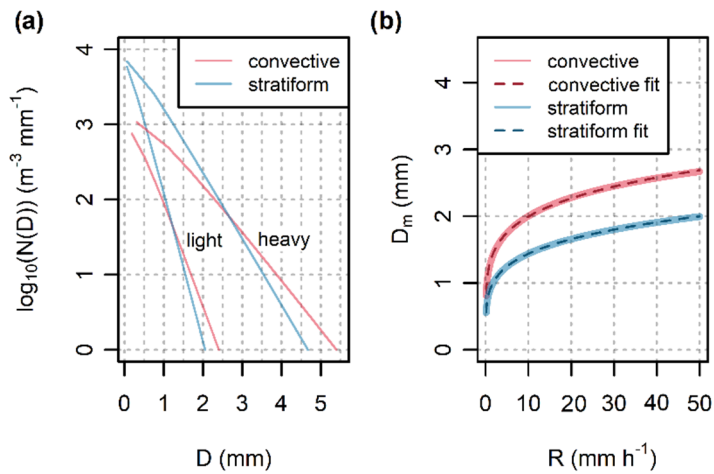 (a)
convective
stratiform
light
heavy
log₁₀(N(D)) (m⁻³ mm⁻¹)
4
3
2
1
0
0 1 2 3 4 5
D (mm)
(b)
convective
convective fit
stratiform
stratiform fit
Dₘ (mm)
4
3
2
1
0
0 10 20 30 40 50
R (mm h⁻¹)